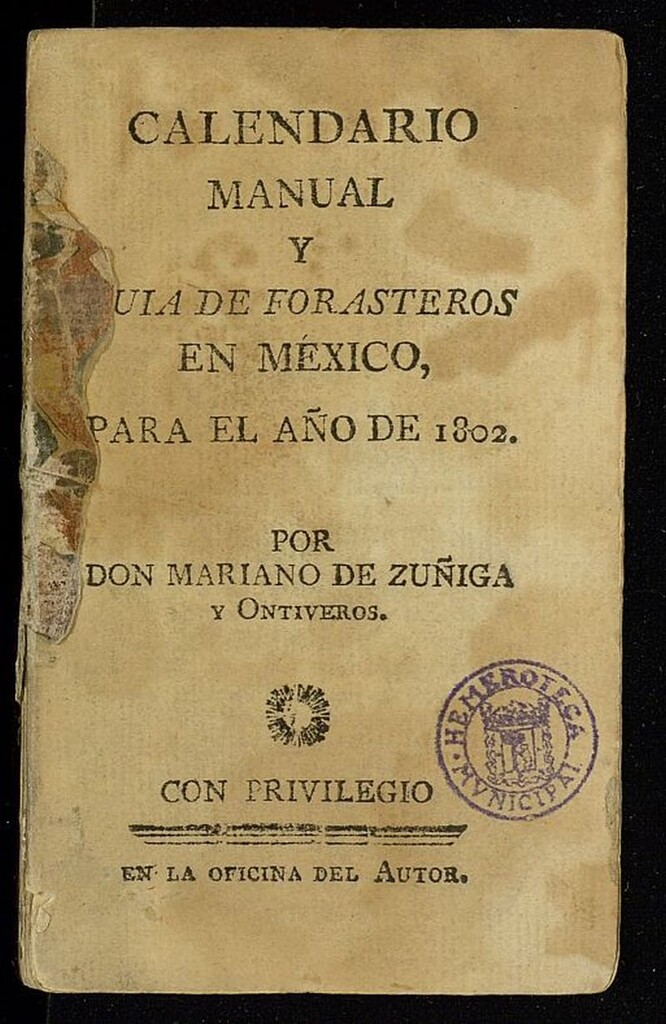 CALENDARIO
MANUAL
Y
UIA DE FORASTEROS
EN MÉXICO,
PARA EL AÑO DE 1802.
POR
DON MARIANO DE ZUÑIGA
Y ONTIVEROS.
CON PRIVILEGIO
EN LA OFICINA DEL AUTOR.
HEMEROTECA
MVNICIPAL